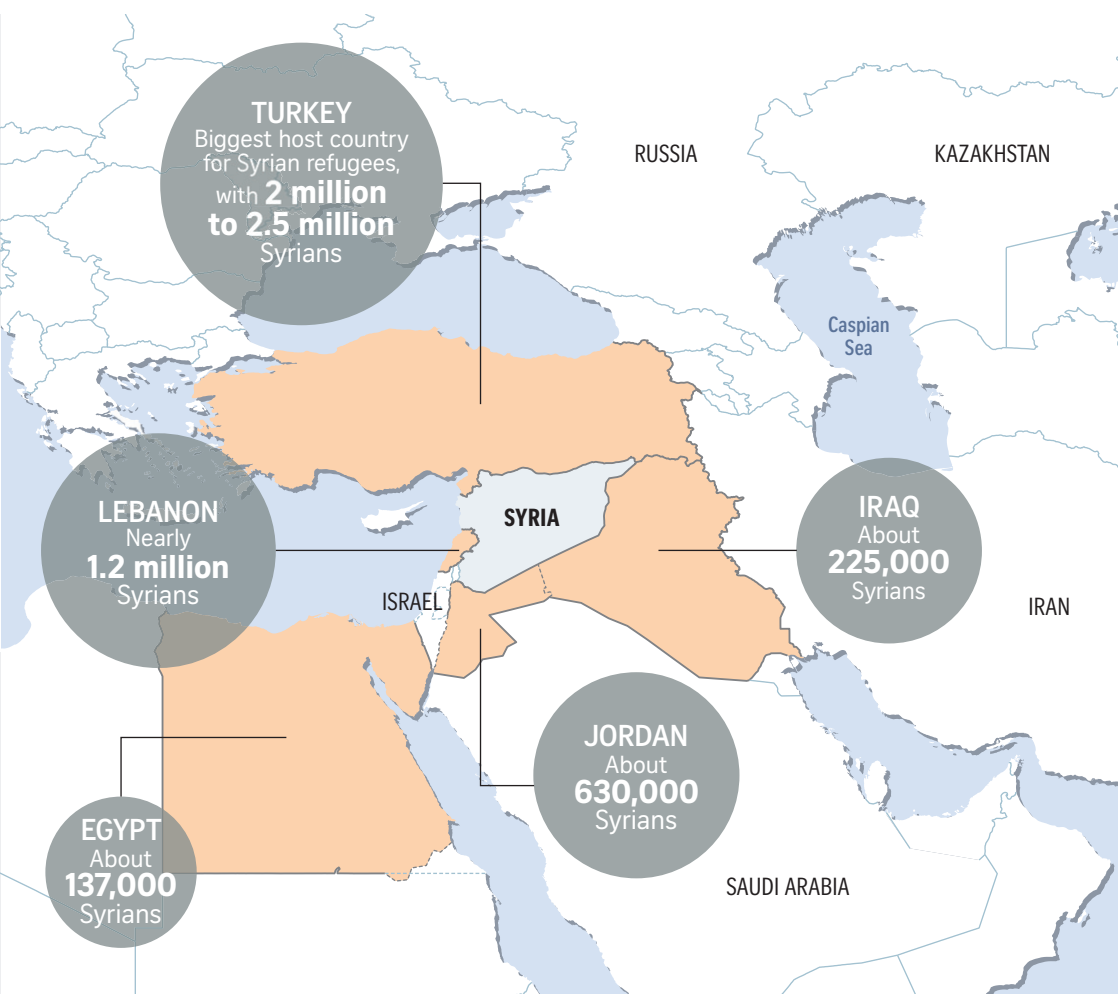 TURKEY
Biggest host country
for Syrian refugees,
with 2 million
to 2.5 million
Syrians
RUSSIA
KAZAKHSTAN
Caspian
Sea
LEBANON
Nearly
1.2 million
Syrians
SYRIA
IRAQ
About
225,000
Syrians
ISRAEL
IRAN
JORDAN
About
630,000
Syrians
EGYPT
About
137,000
Syrians
SAUDI ARABIA